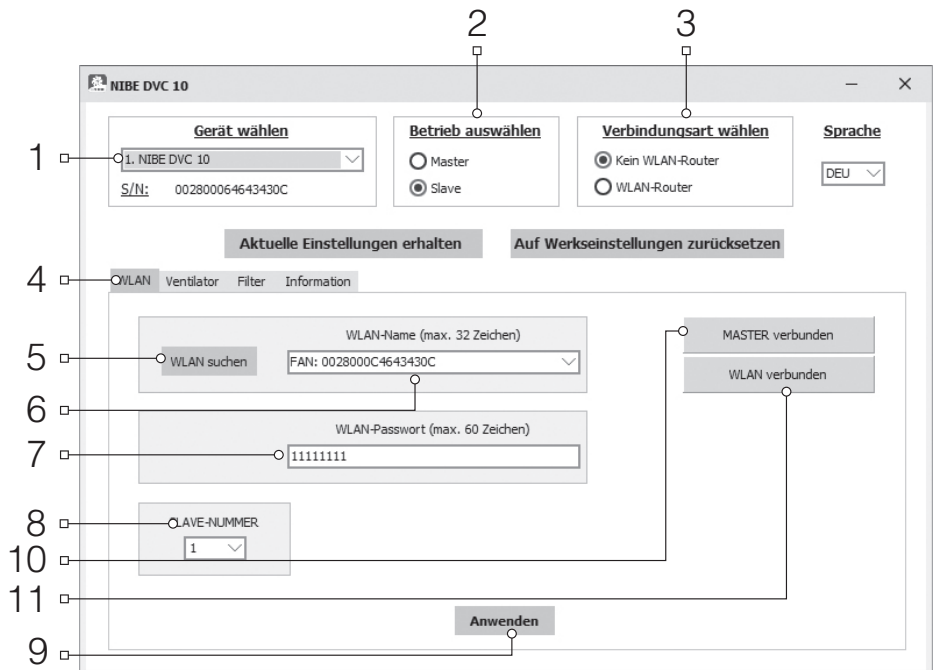 2
3
NIBE DVC 10
Gerät wählen
1
1. NIBE DVC 10
S/N: 002800064643430C
Betrieb auswählen
Master
Slave
Verbindungsart wählen
Kein WLAN-Router
WLAN-Router
Sprache
DEU
Aktuelle Einstellungen erhalten
Auf Werkseinstellungen zurücksetzen
4
WLAN Ventilator Filter Information
WLAN-Name (max. 32 Zeichen)
5
WLAN suchen
FAN: 0028000C4643430C
6
MASTER verbunden
WLAN verbunden
WLAN-Passwort (max. 60 Zeichen)
7
11111111
8
SLAVE-NUMMER
1
10
11
Anwenden
9